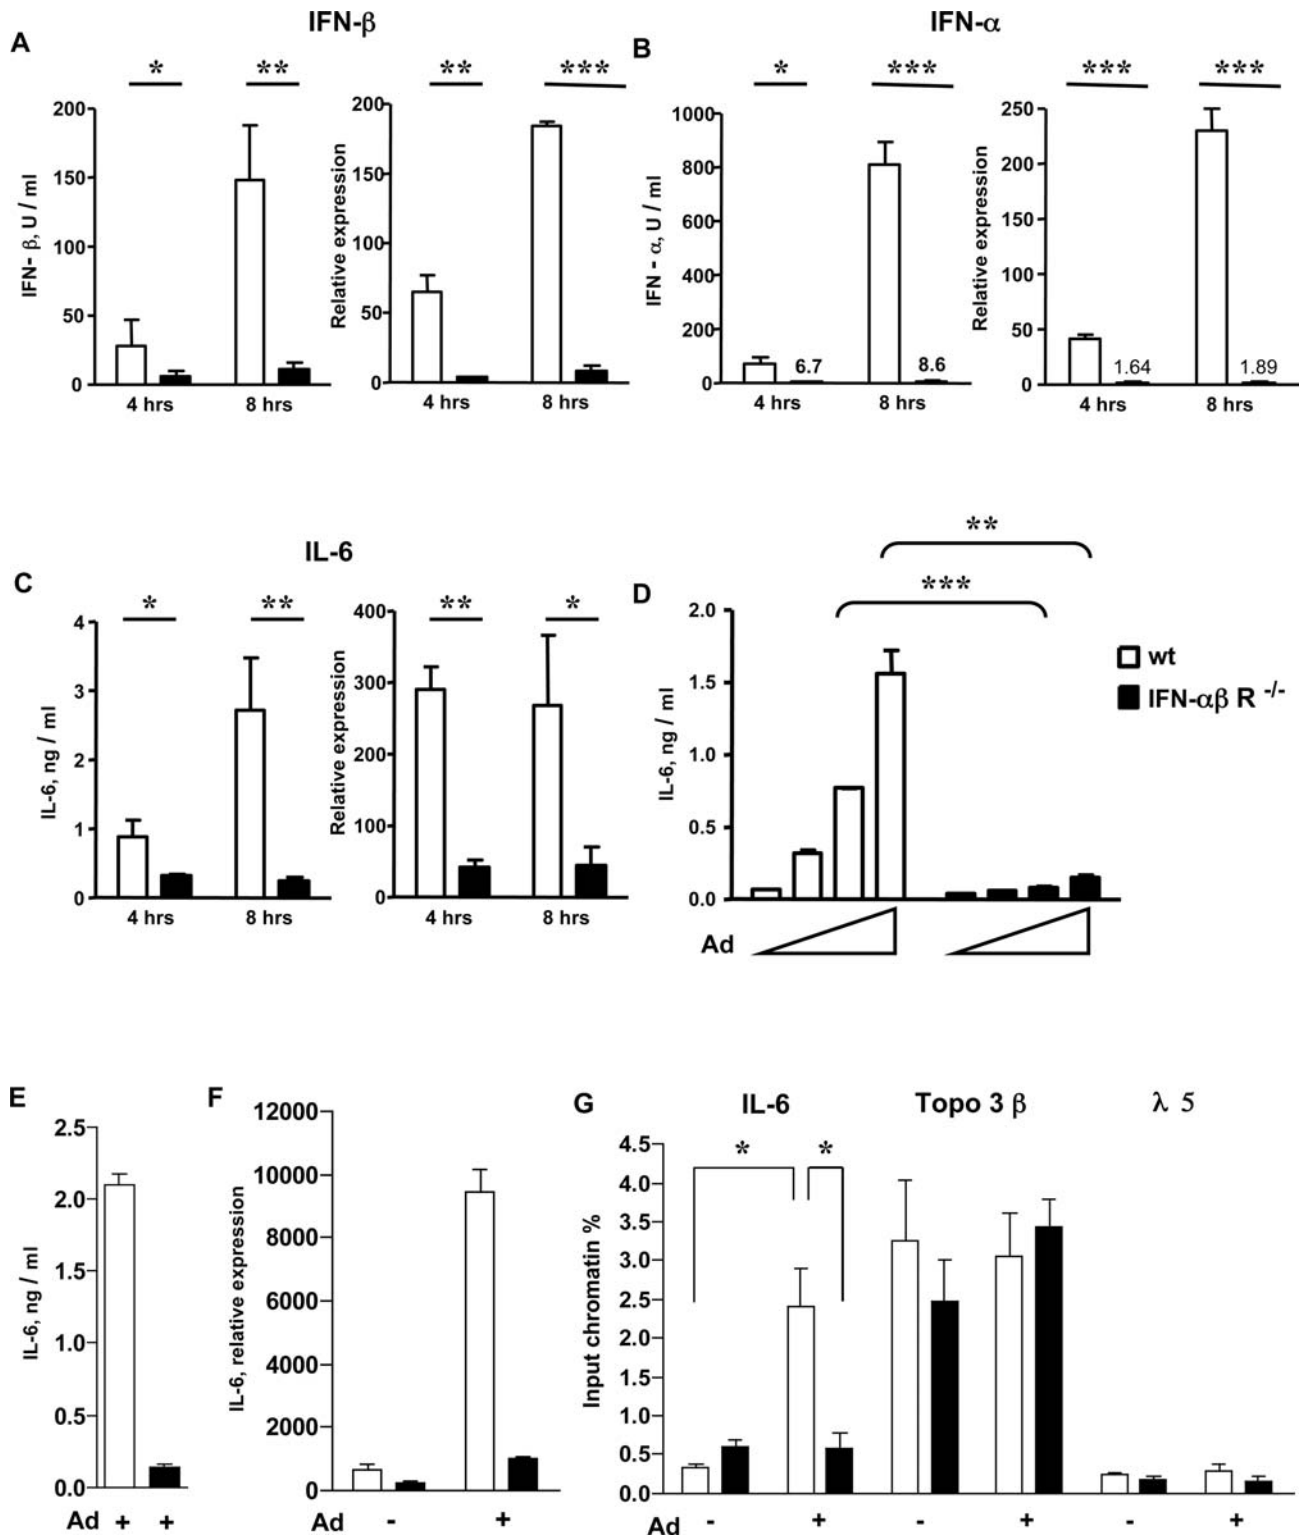 IFN-β
IFN-α
A
B
* ** ** ***
* *** *** ***
200
150
100
50
0
IFN- β, U / ml
4 hrs 8 hrs
200
150
100
50
0
Relative expression
4 hrs 8 hrs
1000
800
600
400
200
0
IFN - α, U / ml
6.7 8.6
4 hrs 8 hrs
250
200
150
100
50
0
Relative expression
1.64 1.89
4 hrs 8 hrs
IL-6
C
* ** ** *
4
3
2
1
0
IL-6, ng / ml
4 hrs 8 hrs
400
300
200
100
0
Relative expression
4 hrs 8 hrs
D
**
***
2.0
1.5
1.0
0.5
0.0
IL-6, ng / ml
Ad
wt
IFN-αβ R -/-
E
2.5
2.0
1.5
1.0
0.5
0.0
IL-6, ng / ml
Ad + +
F
12000
10000
8000
6000
4000
2000
0
IL-6, relative expression
Ad - +
G
IL-6 Topo 3 β λ 5
* *
4.5
4.0
3.5
3.0
2.5
2.0
1.5
1.0
0.5
0.0
Input chromatin %
Ad - + - + - +